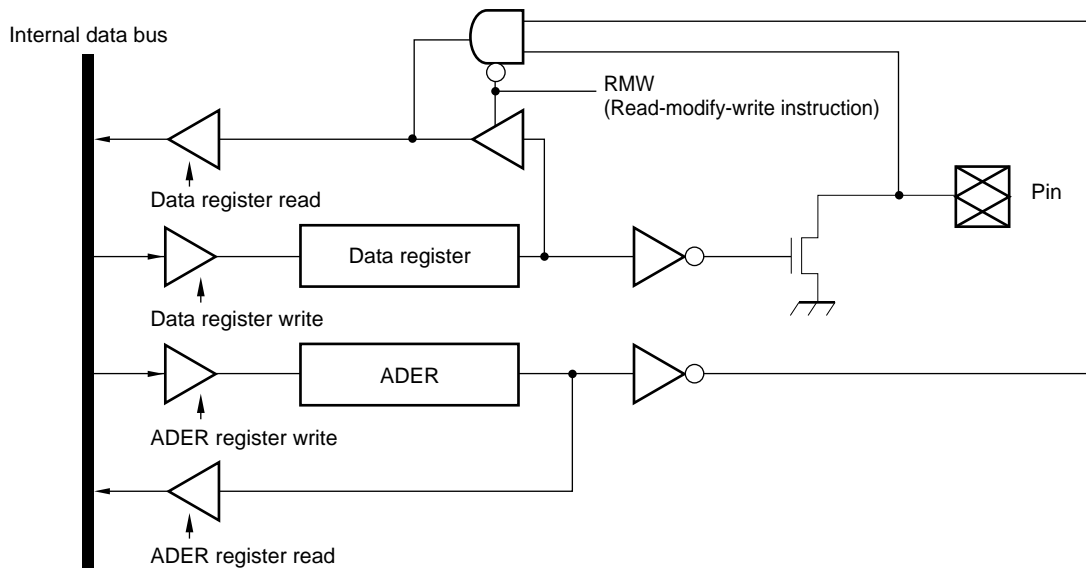 Internal data bus
RMW
(Read-modify-write instruction)
Data register read
Pin
Data register
Data register write
ADER
ADER register write
ADER register read